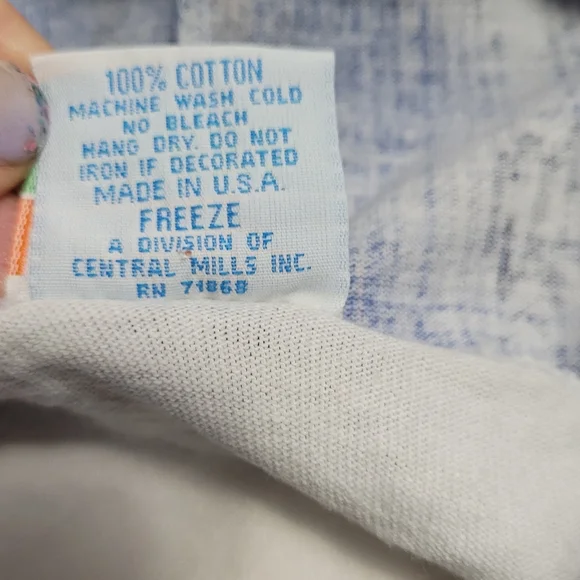 100% COTTON
MACHINE WASH COLD
NO BLEACH
HANG DRY. DO NOT
IRON IF DECORATED
MADE IN U.S.A.
FREEZE
A DIVISION OF
CENTRAL MILLS INC.
RN 71868